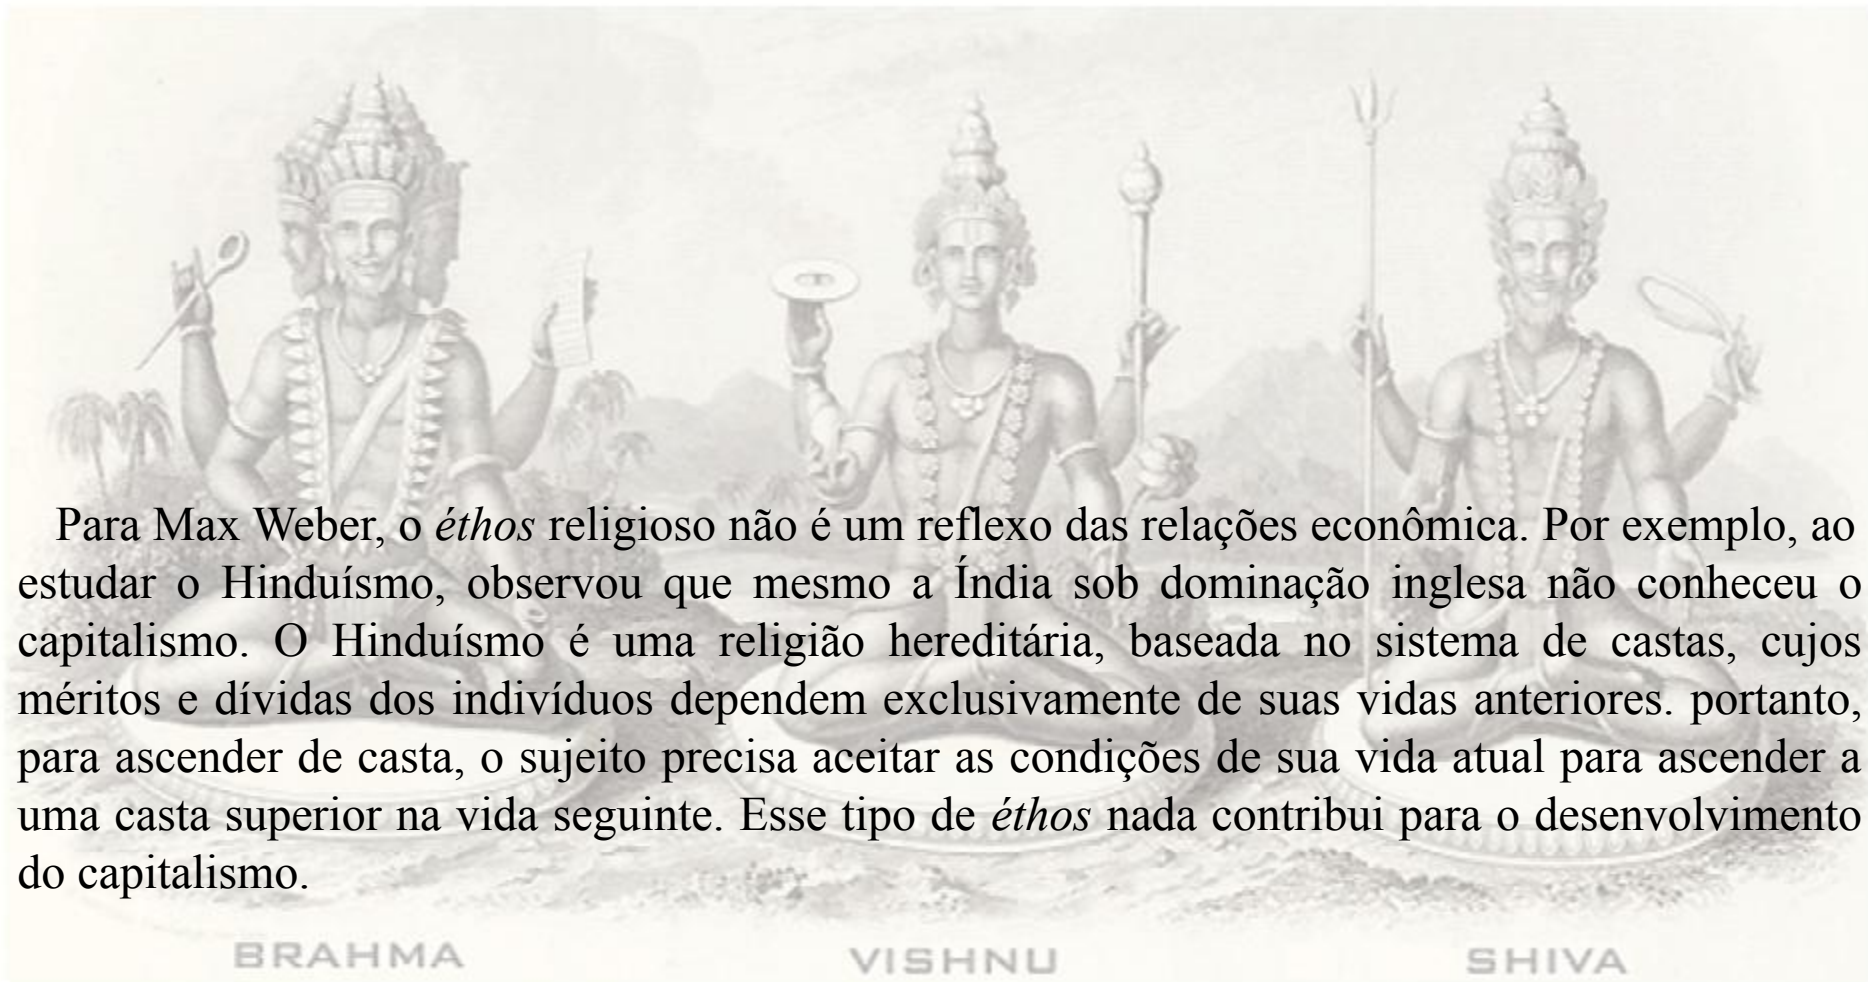 Para Max Weber, o éthos religioso não é um reflexo das relações econômica. Por exemplo, ao
estudar o Hinduísmo, observou que mesmo a Índia sob dominação inglesa não conheceu o
capitalismo. O Hinduísmo é uma religião hereditária, baseada no sistema de castas, cujos
méritos e dívidas dos indivíduos dependem exclusivamente de suas vidas anteriores. portanto,
para ascender de casta, o sujeito precisa aceitar as condições de sua vida atual para ascender a
uma casta superior na vida seguinte. Esse tipo de éthos nada contribui para o desenvolvimento
do capitalismo.
BRAHMA VISHNU SHIVA